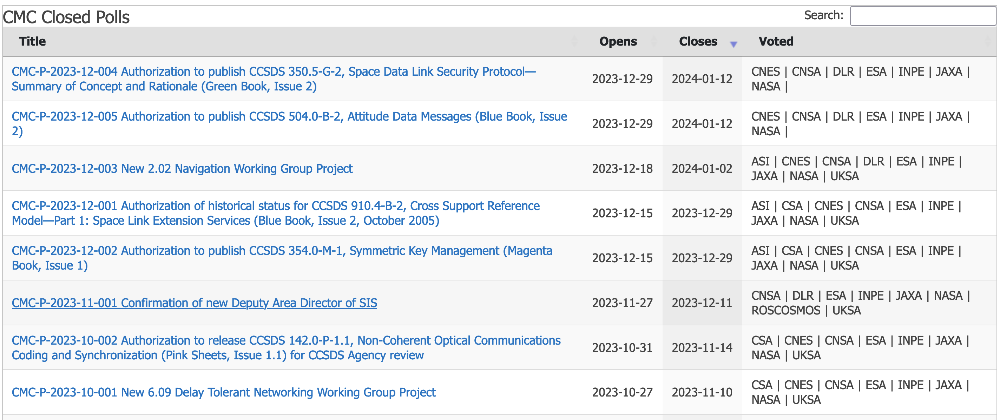 CMC Closed Polls
Search:
Title Opens Closes Voted
CMC-P-2023-12-004 Authorization to publish CCSDS 350.5-G-2, Space Data Link Security Protocol—
Summary of Concept and Rationale (Green Book, Issue 2)
2023-12-29 2024-01-12
CNES | CNSA | DLR | ESA | INPE | JAXA |
NASA |
CMC-P-2023-12-005 Authorization to publish CCSDS 504.0-B-2, Attitude Data Messages (Blue Book, Issue
2)
2023-12-29 2024-01-12
CNES | CNSA | DLR | ESA | INPE | JAXA |
NASA |
CMC-P-2023-12-003 New 2.02 Navigation Working Group Project
2023-12-18 2024-01-02
ASI | CNES | CNSA | DLR | ESA | INPE |
JAXA | NASA | UKSA
CMC-P-2023-12-001 Authorization of historical status for CCSDS 910.4-B-2, Cross Support Reference
Model—Part 1: Space Link Extension Services (Blue Book, Issue 2, October 2005)
2023-12-15 2023-12-29
ASI | CSA | CNES | CNSA | ESA | INPE |
JAXA | NASA | UKSA
CMC-P-2023-12-002 Authorization to publish CCSDS 354.0-M-1, Symmetric Key Management (Magenta
Book, Issue 1)
2023-12-15 2023-12-29
ASI | CSA | CNES | CNSA | ESA | INPE |
JAXA | NASA | UKSA
CMC-P-2023-11-001 Confirmation of new Deputy Area Director of SIS
2023-11-27 2023-12-11
CNSA | DLR | ESA | INPE | JAXA | NASA |
ROSCOSMOS | UKSA
CMC-P-2023-10-002 Authorization to release CCSDS 142.0-P-1.1, Non-Coherent Optical Communications
Coding and Synchronization (Pink Sheets, Issue 1.1) for CCSDS Agency review
2023-10-31 2023-11-14
CSA | CNES | CNSA | ESA | INPE | JAXA |
NASA | UKSA
CMC-P-2023-10-001 New 6.09 Delay Tolerant Networking Working Group Project
2023-10-27 2023-11-10
CSA | CNES | CNSA | ESA | INPE | JAXA |
NASA | UKSA